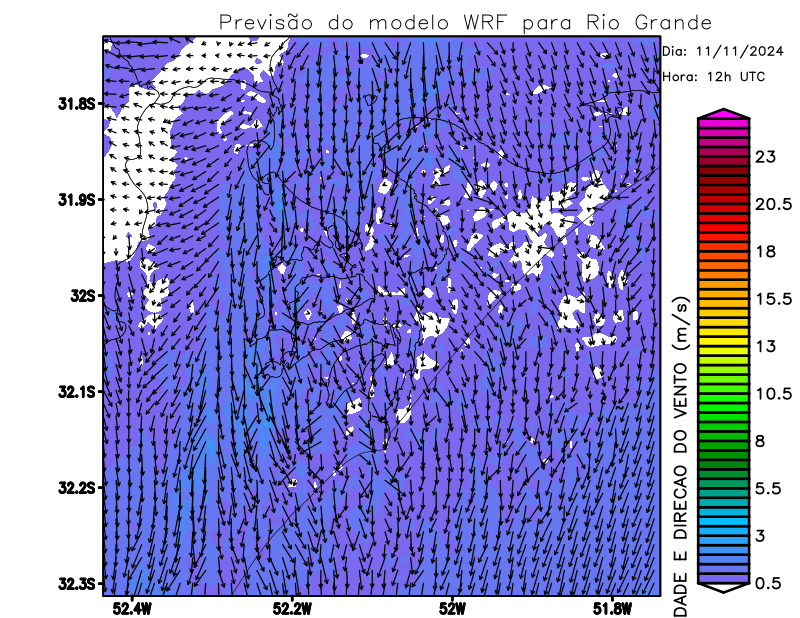 Previsão do modelo WRF para Rio Grande
Dia: 11/11/2024
Hora: 12h UTC
31.8S
31.9S
32S
32.1S
32.2S
32.3S
52.4W
52.2W
52W
51.8W
23
20.5
18
15.5
13
10.5
8
5.5
3
0.5
DADE E DIRECAO DO VENTO (m/s)